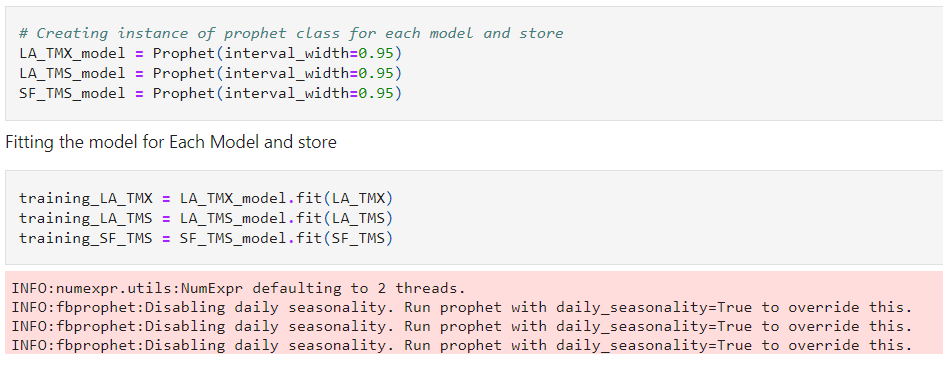 # Creating instance of prophet class for each model and store
LA_TMX_model = Prophet(interval_width=0.95)
LA_TMS_model = Prophet(interval_width=0.95)
SF_TMS_model = Prophet(interval_width=0.95)
Fitting the model for Each Model and store
training_LA_TMX = LA_TMX_model.fit(LA_TMX)
training_LA_TMS = LA_TMS_model.fit(LA_TMS)
training_SF_TMS = SF_TMS_model.fit(SF_TMS)
INFO:numexpr.utils:NumExpr defaulting to 2 threads.
INFO:fbprophet:Disabling daily seasonality. Run prophet with daily_seasonality=True to override this.
INFO:fbprophet:Disabling daily seasonality. Run prophet with daily_seasonality=True to override this.
INFO:fbprophet:Disabling daily seasonality. Run prophet with daily_seasonality=True to override this.